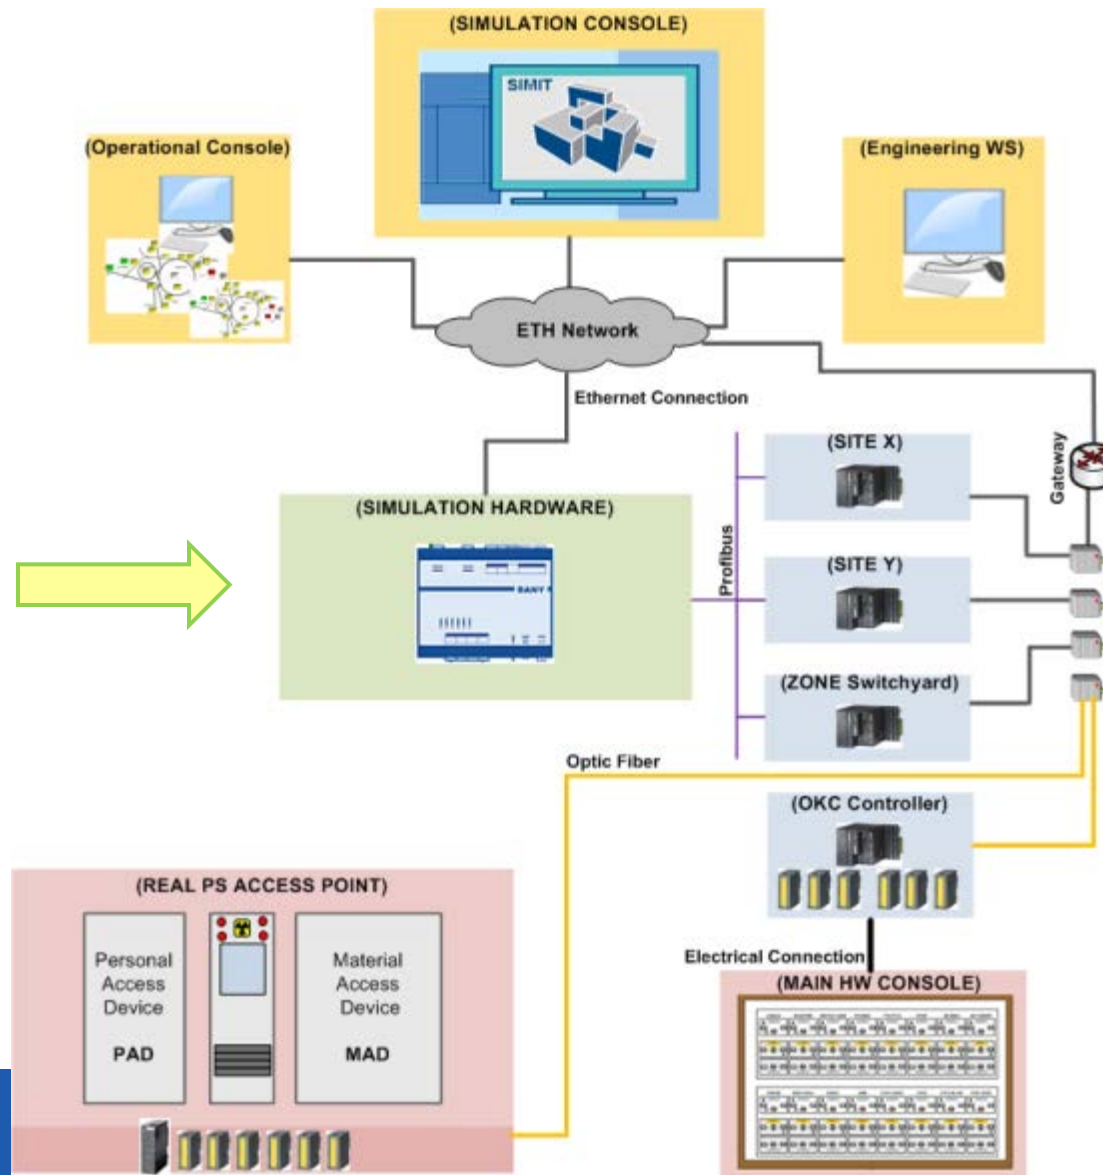 (SIMULATION CONSOLE)
SIMIT
(Operational Console)
(Engineering WS)
ETH Network
Ethernet Connection
Gateway
(SITE X)
(SIMULATION HARDWARE)
Profibus
(SITE Y)
(ZONE Switchyard)
Optic Fiber
(OKC Controller)
(REAL PS ACCESS POINT)
Personal
Access
Device
PAD
Material
Access
Device
MAD
Electrical Connection
(MAIN HW CONSOLE)